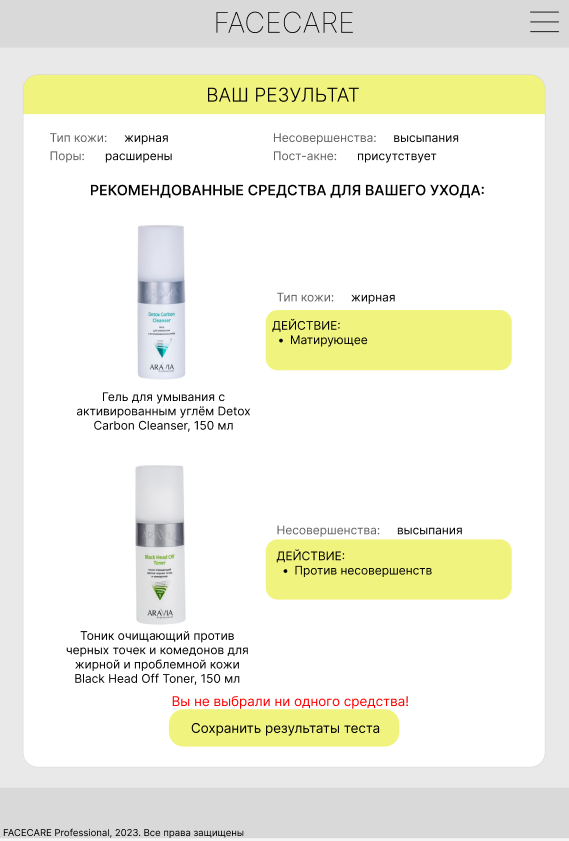 FACECARE
ВАШ РЕЗУЛЬТАТ
Тип кожи: жирная
Несовершенства: высыпания
Поры: расширены
Пост-акне: присутствует
РЕКОМЕНДОВАННЫЕ СРЕДСТВА ДЛЯ ВАШЕГО УХОДА:
Detox Carbon
Cleanser
ARAVIA
Тип кожи: жирная
ДЕЙСТВИЕ:
• Матирующее
Гель для умывания с
активированным углём Detox
Carbon Cleanser, 150 мл
Black Head Off
Toner
ARAVIA
Несовершенства: высыпания
ДЕЙСТВИЕ:
• Против несовершенств
Тоник очищающий против
черных точек и комедонов для
жирной и проблемной кожи
Black Head Off Toner, 150 мл
Вы не выбрали ни одного средства!
Сохранить результаты теста
FACECARE Professional, 2023. Все права защищены